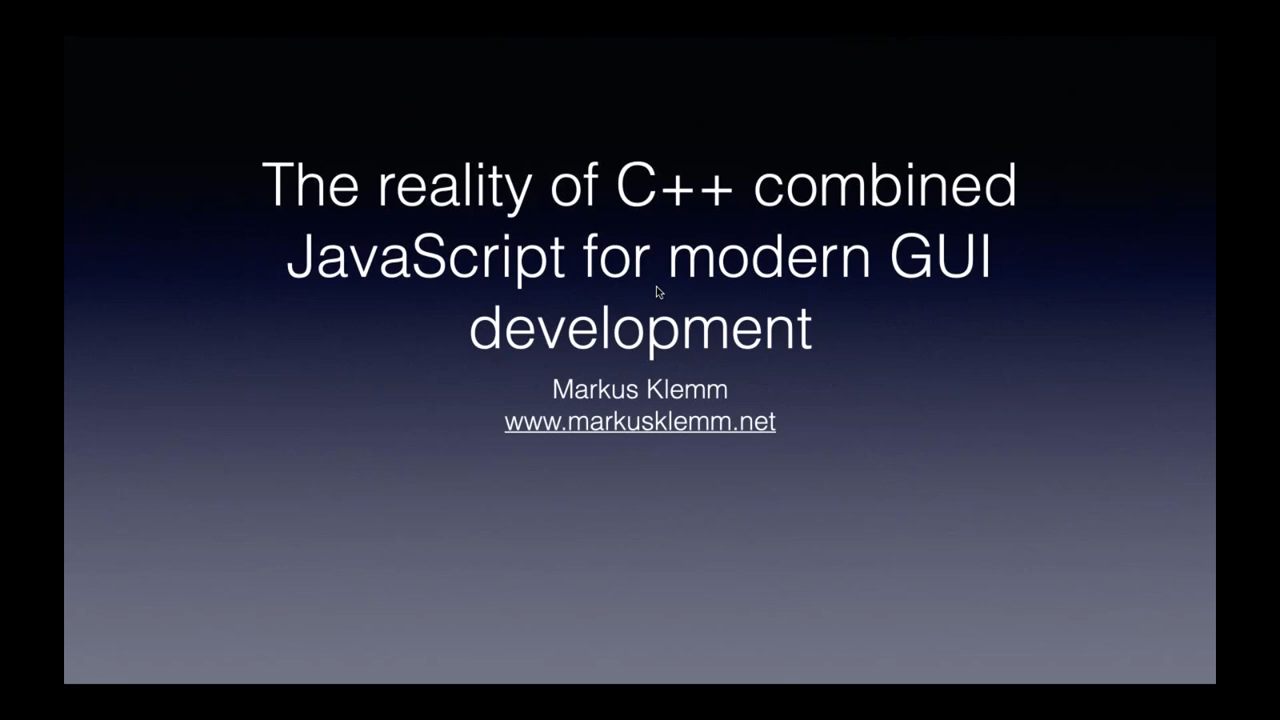 The reality of C++ combined
JavaScript for modern GUI
development
Markus Klemm
www.markusklemm.net